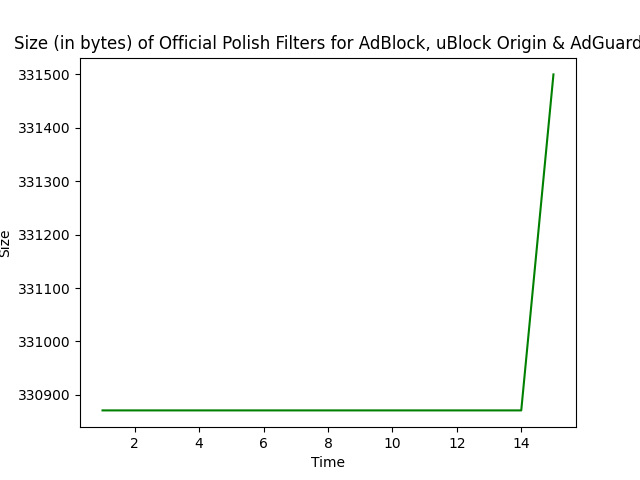 Size (in bytes) of Official Polish Filters for AdBlock, uBlock Origin & AdGuard
331500
331400
331300
331200
331100
331000
330900
Size
2 4 6 8 10 12 14
Time